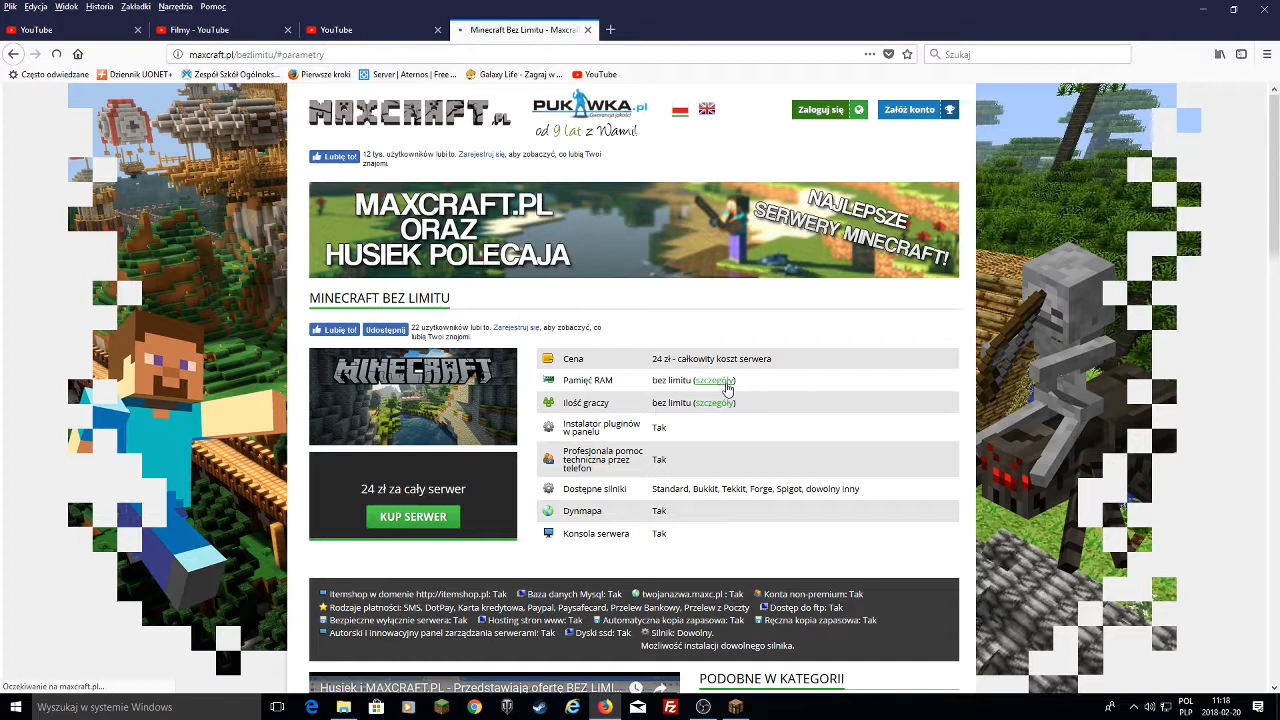 Plik Edycja Widok Historia Zakładki Narzędzia Pomoc
YouTube Filmy - YouTube YouTube Minecraft Bez Limitu - Maxcraft
maxcraft.pl/bezlimitu/#parametry Szukaj
Często odwiedzane Dziennik UONET+ Zespół Szkół Ogólnoks... Pierwsze kroki Server | Aternos | Free ... Galaxy Life - Zagraj w ... YouTube
MAXCRAFT.PL
PUKAWKA.pl
Gwarancja jakości!
od 9 lat z Wami!
Zaloguj się Załóż konto
Lubię to! 12 tys. użytkowników lubi to. Zarejestruj się, aby zobaczyć, co lubią Twoi
znajomi.
MAXCRAFT.PL
ORAZ
HUSIEK POLECAJA
NAJLEPSZE
SERWERY MINECRAFT!
MINECRAFT BEZ LIMITU
Lubię to! Udostępnij 22 użytkowników lubi to. Zarejestruj się, aby zobaczyć, co
lubią Twoi znajomi.
MINECRAFT
24 zł za cały serwer
KUP SERWER
Cena 24 zł - całkowity koszt serwera
Pamięć RAM bez limitu (szczegóły)
Ilość graczy bez limitu (szczegóły)
Instalator pluginów
w panelu Tak
Profesjonala pomoc
techniczna przez
telefon Tak
Dostępne silniki Standard, Bukkit, Tekkit, Forge, Spigot, dowolny inny
Dynmapa Tak
Konsola serwera Tak
Itemshop w domenie http://itemshop.pl: Tak Baza danych Mysql: Tak twojanazwa.maxc.pl : Tak Konta non-premium: Tak
Rodzaje płatności: SMS, DotPay, Karta kredytowa, Paypal, Paysafecard, Przelew Bankowy, Przelew z Poczty Dostęp do ftp: Tak
Bezpieczne wyłącznie serwera: Tak Hosting stron www: Tak Automatyczna kopia zapasowa: Tak Ręczna kopia zapasowa: Tak
Autorski i innowacyjny panel zarządzania serwerami: Tak Dyski ssd: Tak Silnik: Dowolny.
Możliwość instalacji dowolnego silnika.
Husiek i MAXCRAFT.PL - Przedstawiają ofertę BEZ LIMI...
PODOBNE W KATEGORII
Oczekiwanie na maxcraft.pl...
Wyszukaj w systemie Windows
POL
PLP
11:18
2018-02-20